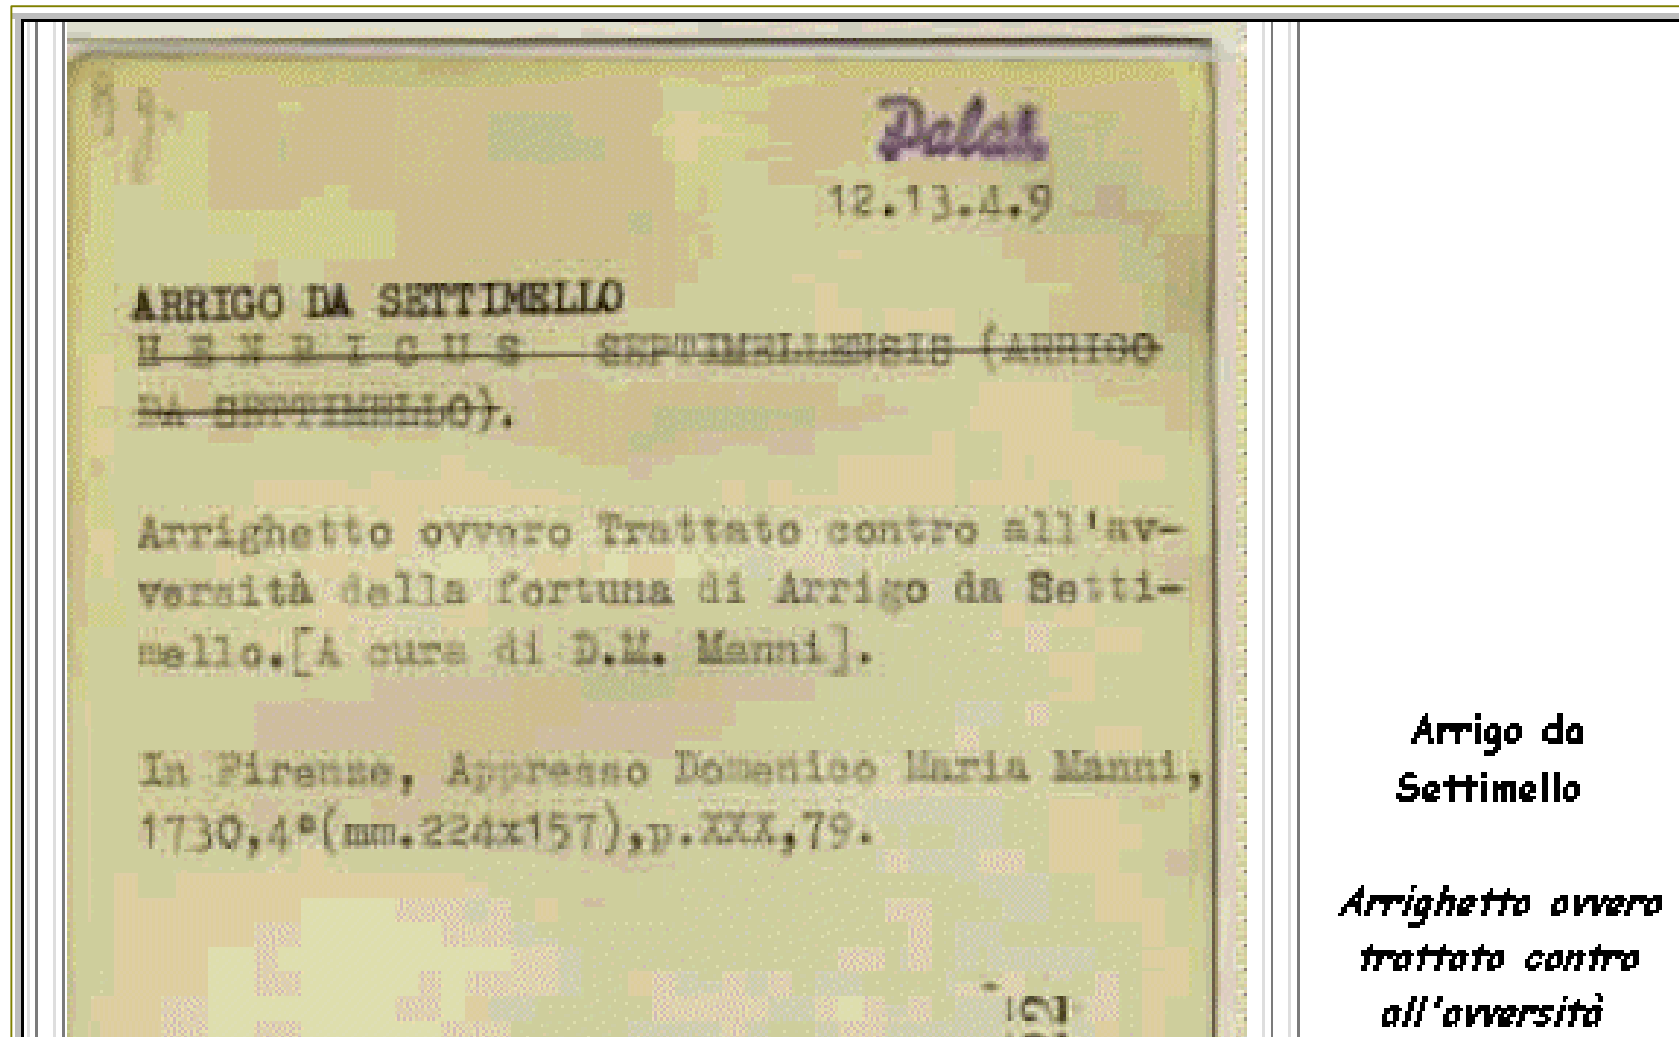 Palat.
12.13.4.9
ARRIGO DA SETTIMELLO
HENRICUS SEPTIMELLENSIS (ARRIGO
DA SETTIMELLO).
Arrighetto ovvero Trattato contro all'av-
versità della fortuna di Arrigo da Setti-
mello.[A cura di D.M. Manni].
In Firenze, Appresso Domenico Maria Manni,
1730,4°(mm.224x157),p.XXX,79.
Arrigo da
Settimello
Arrighetto ovvero
trattato contro
all'avversità